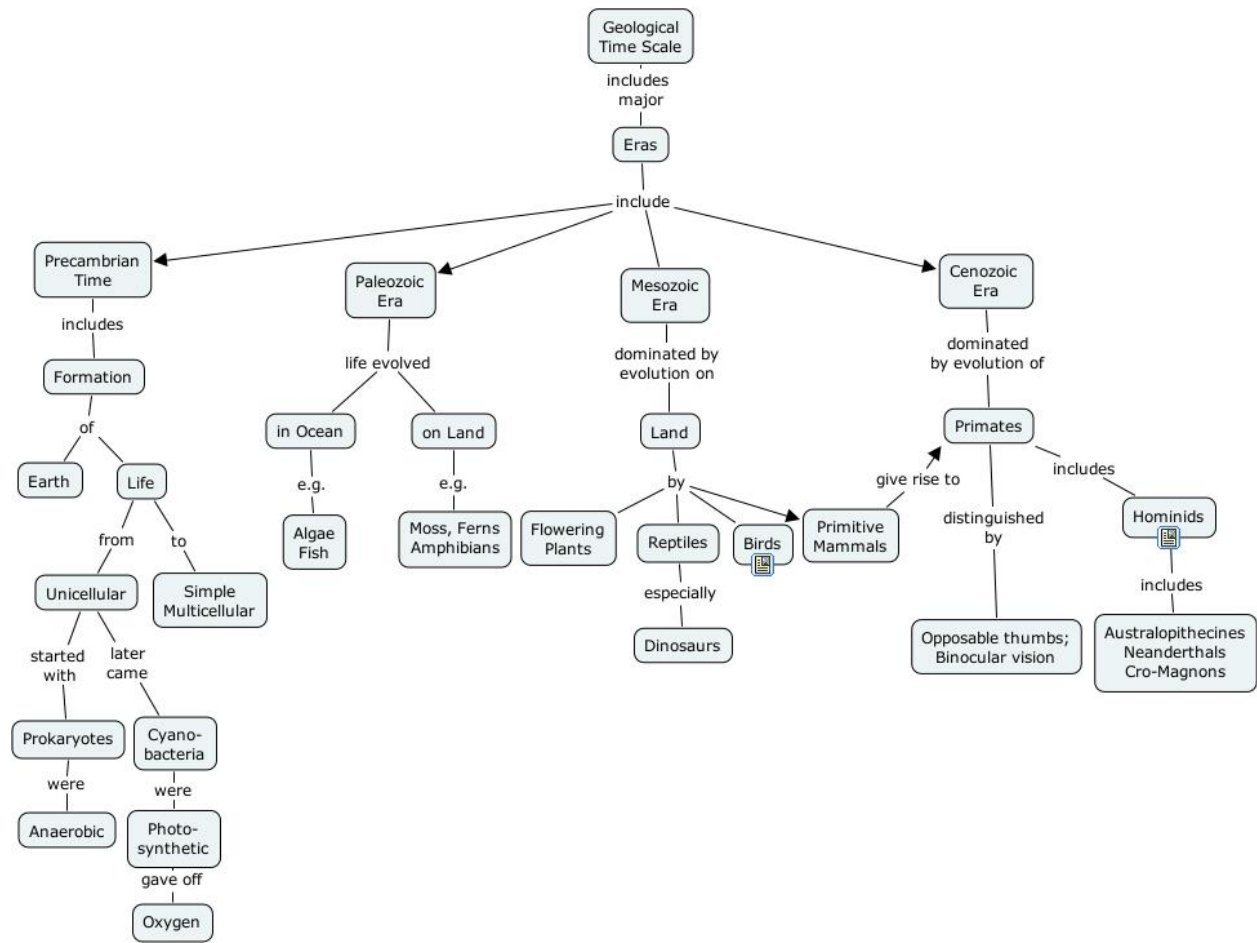 Geological
Time Scale
includes
major
Eras
include
Precambrian
Time
includes
Formation
of
Earth
Life
from
to
Unicellular
Simple
Multicellular
started
with
later
came
Prokaryotes
Cyano-
bacteria
were
were
Anaerobic
Photo-
synthetic
gave off
Oxygen
Paleozoic
Era
life evolved
in Ocean
on Land
e.g.
e.g.
Algae
Fish
Moss, Ferns
Amphibians
Mesozoic
Era
dominated by
evolution on
Land
by
Flowering
Plants
Reptiles
Birds
Primitive
Mammals
especially
Dinosaurs
give rise to
Cenozoic
Era
dominated
by evolution of
Primates
includes
distinguished
by
Hominids
includes
Opposable thumbs;
Binocular vision
Australopithecines
Neanderthals
Cro-Magnons